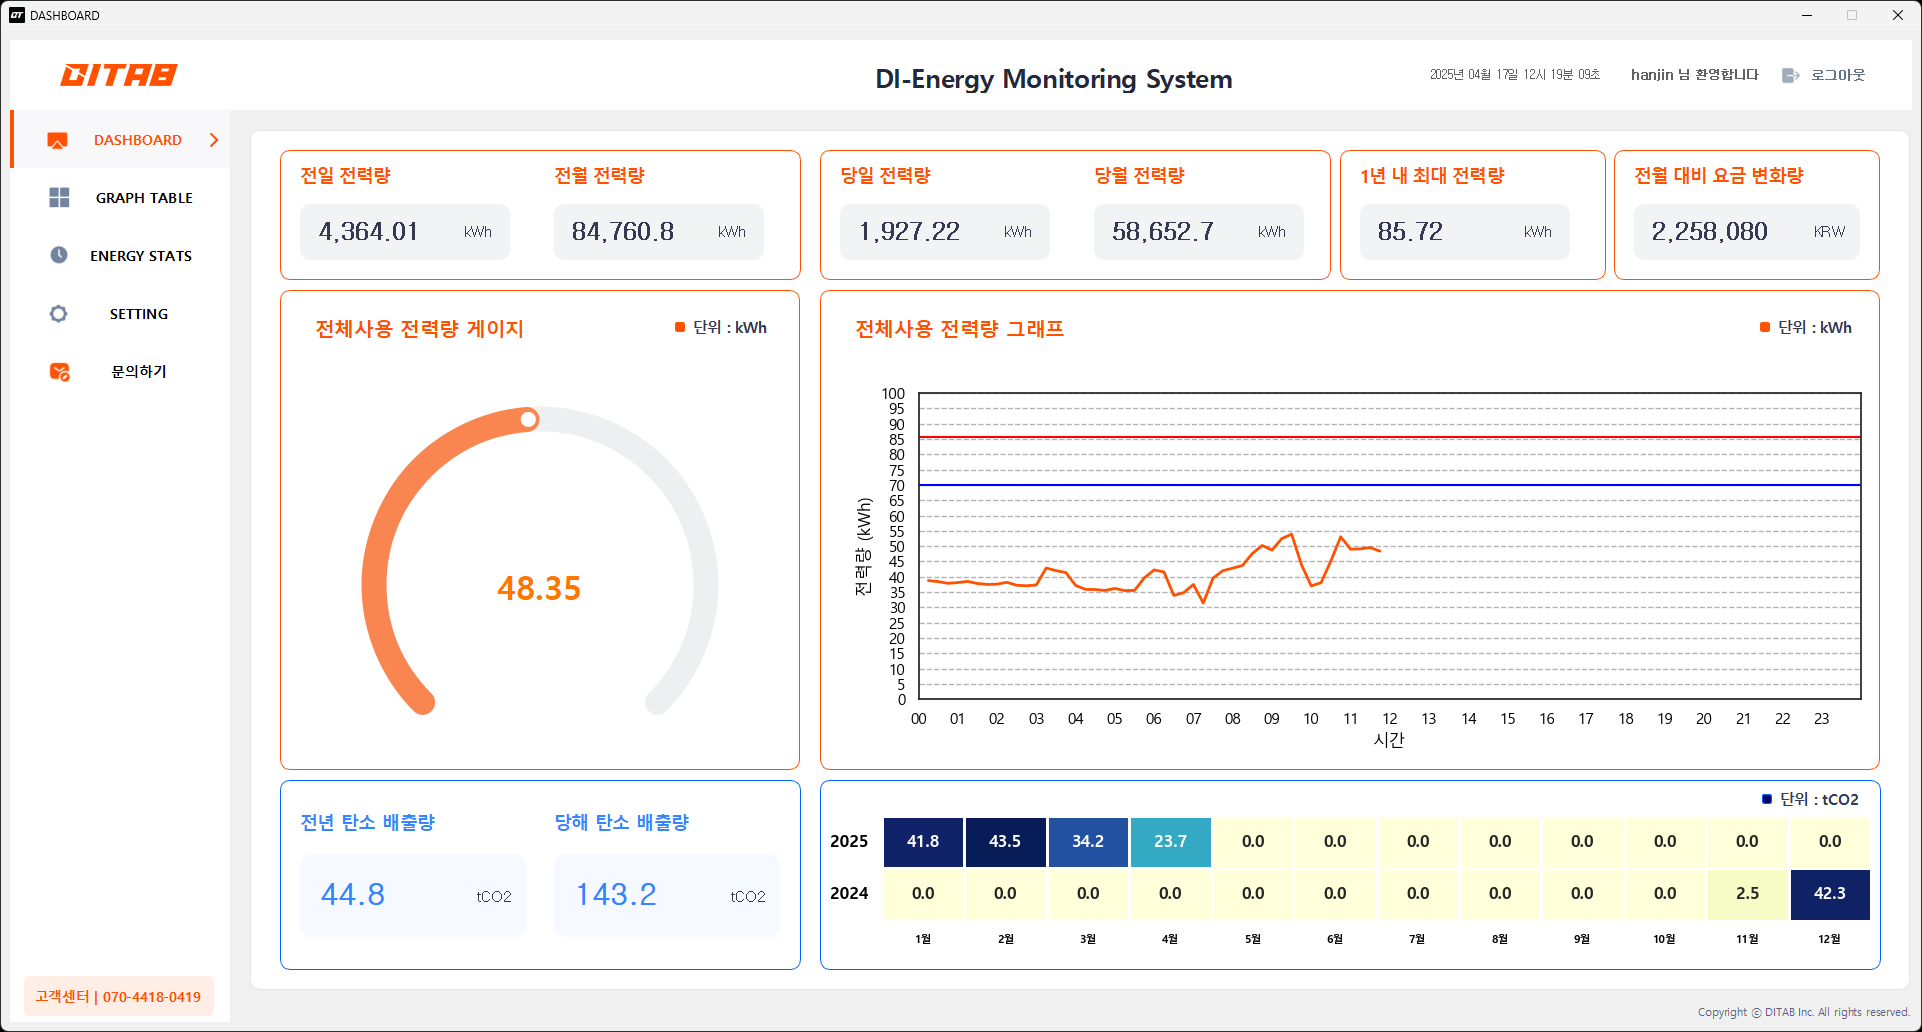 DASHBOARD
DITAB
DI-Energy Monitoring System
2025년 04월 17일 12시 19분 09초
hanjin 님 환영합니다
로그아웃
DASHBOARD
GRAPH TABLE
ENERGY STATS
SETTING
문의하기
고객센터 | 070-4418-0419
전일 전력량
4,364.01 kWh
전월 전력량
84,760.8 kWh
당일 전력량
1,927.22 kWh
당월 전력량
58,652.7 kWh
1년 내 최대 전력량
85.72 kWh
전월 대비 요금 변화량
2,258,080 KRW
전체사용 전력량 게이지
단위 : kWh
48.35
전체사용 전력량 그래프
단위 : kWh
전력량 (kWh)
100
95
90
85
80
75
70
65
60
55
50
45
40
35
30
25
20
15
10
5
0
00 01 02 03 04 05 06 07 08 09 10 11 12 13 14 15 16 17 18 19 20 21 22 23
시간
전년 탄소 배출량
44.8 tCO2
당해 탄소 배출량
143.2 tCO2
단위 : tCO2
2025 41.8 43.5 34.2 23.7 0.0 0.0 0.0 0.0 0.0 0.0 0.0 0.0
2024 0.0 0.0 0.0 0.0 0.0 0.0 0.0 0.0 0.0 0.0 2.5 42.3
1월 2월 3월 4월 5월 6월 7월 8월 9월 10월 11월 12월
Copyright ⓒ DITAB Inc. All rights reserved.